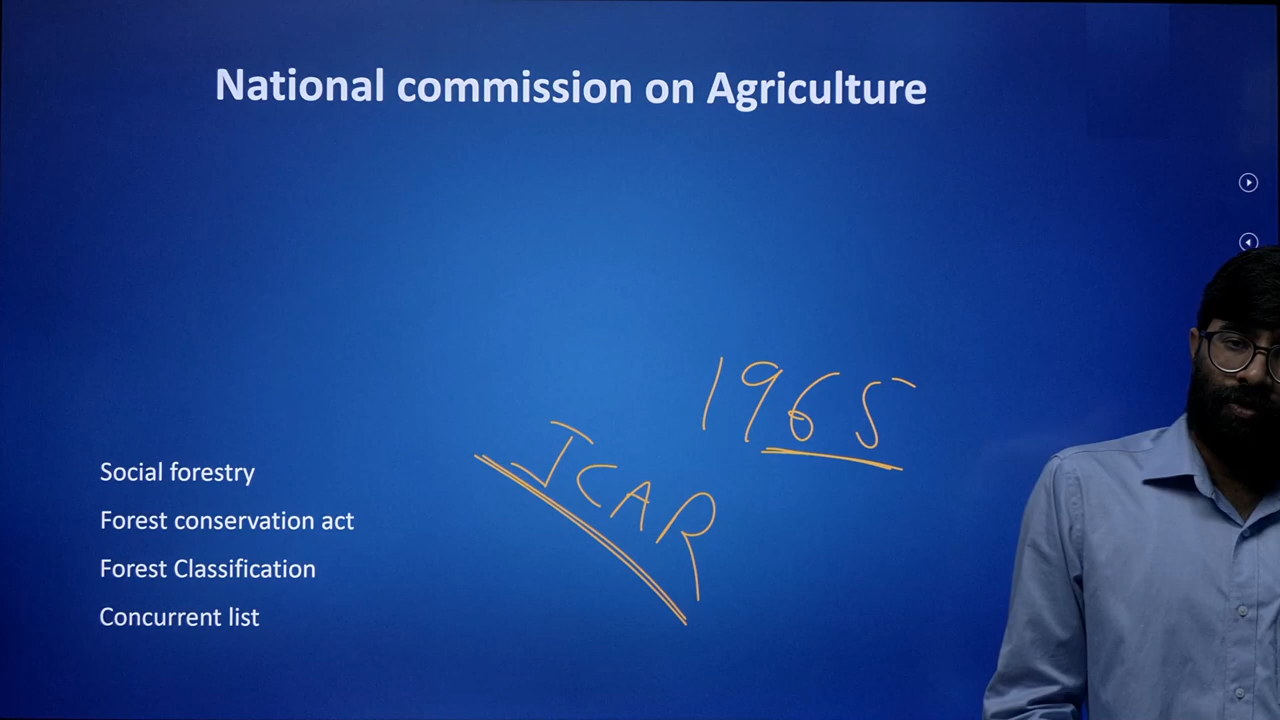 National commission on Agriculture
1965
ICAR
Social forestry
Forest conservation act
Forest Classification
Concurrent list